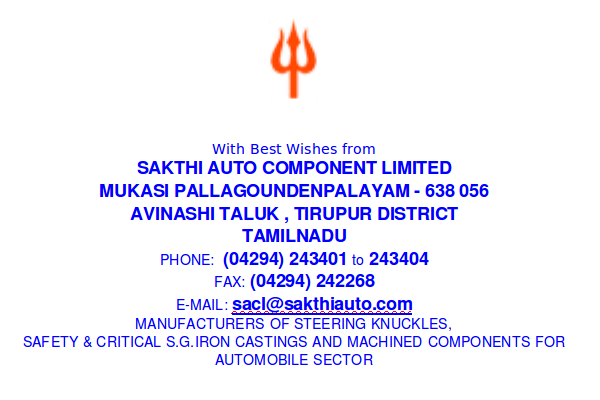 With Best Wishes from
SAKTHI AUTO COMPONENT LIMITED
MUKASI PALLAGOUNDENPALAYAM - 638 056
AVINASHI TALUK , TIRUPUR DISTRICT
TAMILNADU
PHONE: (04294) 243401 to 243404
FAX: (04294) 242268
E-MAIL: sacl@sakthiauto.com
MANUFACTURERS OF STEERING KNUCKLES,
SAFETY & CRITICAL S.G.IRON CASTINGS AND MACHINED COMPONENTS FOR
AUTOMOBILE SECTOR